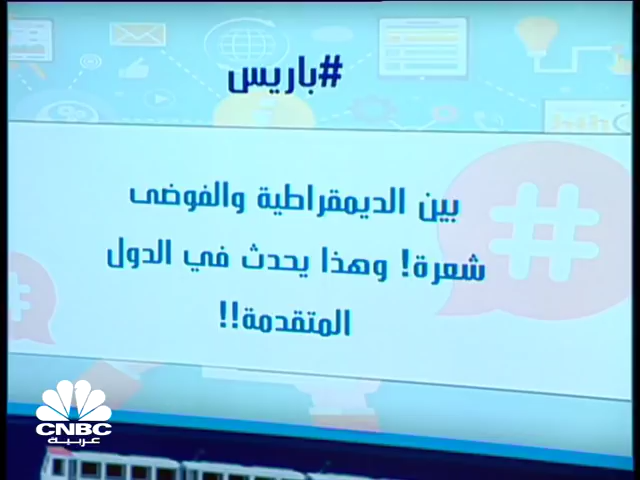 #باريس
بين الديمقراطية والفوضى
شعرة! وهذا يحدث في الدول
المتقدمة!!
CNBC
عربية